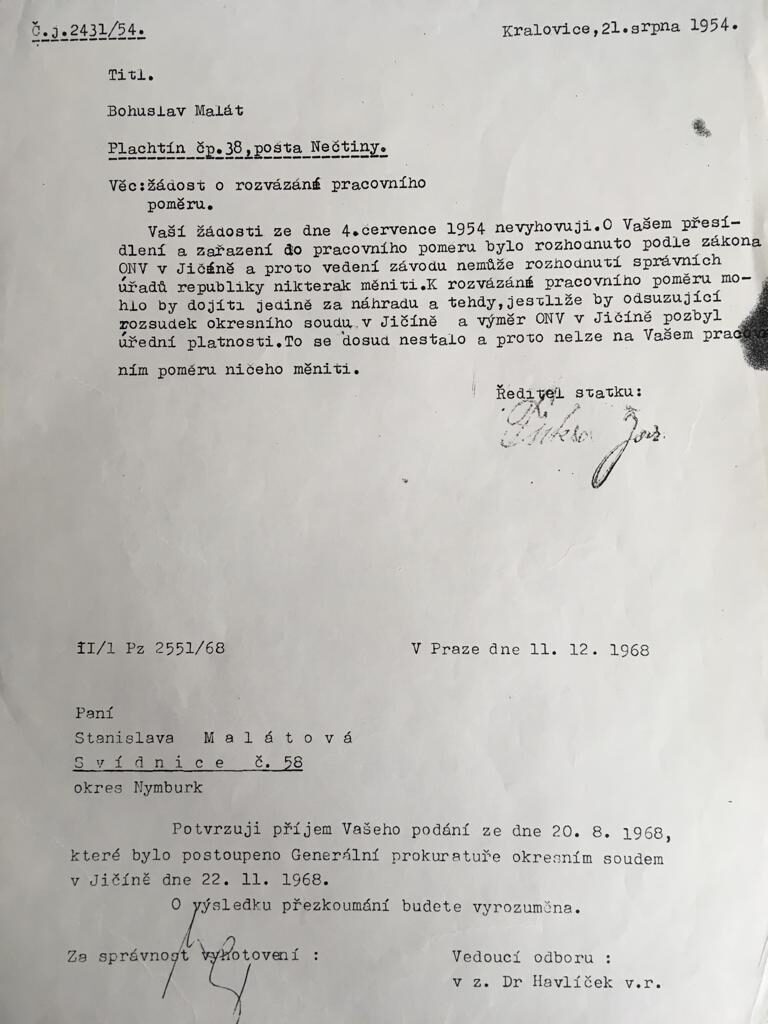 Č.j.2431/54.
Kralovice,21.srpna 1954.
Titl.
Bohuslav Malát
Plachtín čp.38,pošta Nečtiny.
Věc:žádost o rozvázání pracovního
poměru.
Vaší žádosti ze dne 4.července 1954 nevyhovuji.O Vašem přesí-
dlení a zařazení do pracovního poměru bylo rozhodnuto podle zákona
ONV v Jičíně a proto vedení závodu nemůže rozhodnutí správních
úřadů republiky nikterak měniti.K rozvázání pracovního poměru mo-
hlo by dojíti jedině za náhradu a tehdy,jestliže by odsuzující
rozsudek okresního soudu v Jičíně a výměr ONV v Jičíně pozbyl
úřední platnosti.To se dosud nestalo a proto nelze na Vašem pracov
ním poměru ničeho měniti.
Ředitel statku:
II/1 Pz 2551/68
V Praze dne 11. 12. 1968
Paní
Stanislava M a l á t o v á
S v í d n i c e č. 58
okres Nymburk
Potvrzuji příjem Vašeho podání ze dne 20. 8. 1968,
které bylo postoupeno Generální prokuratuře okresním soudem
v Jičíně dne 22. 11. 1968.
O výsledku přezkoumání budete vyrozuměna.
Za správnost vyhotovení :
Vedoucí odboru :
v z. Dr Havlíček v.r.